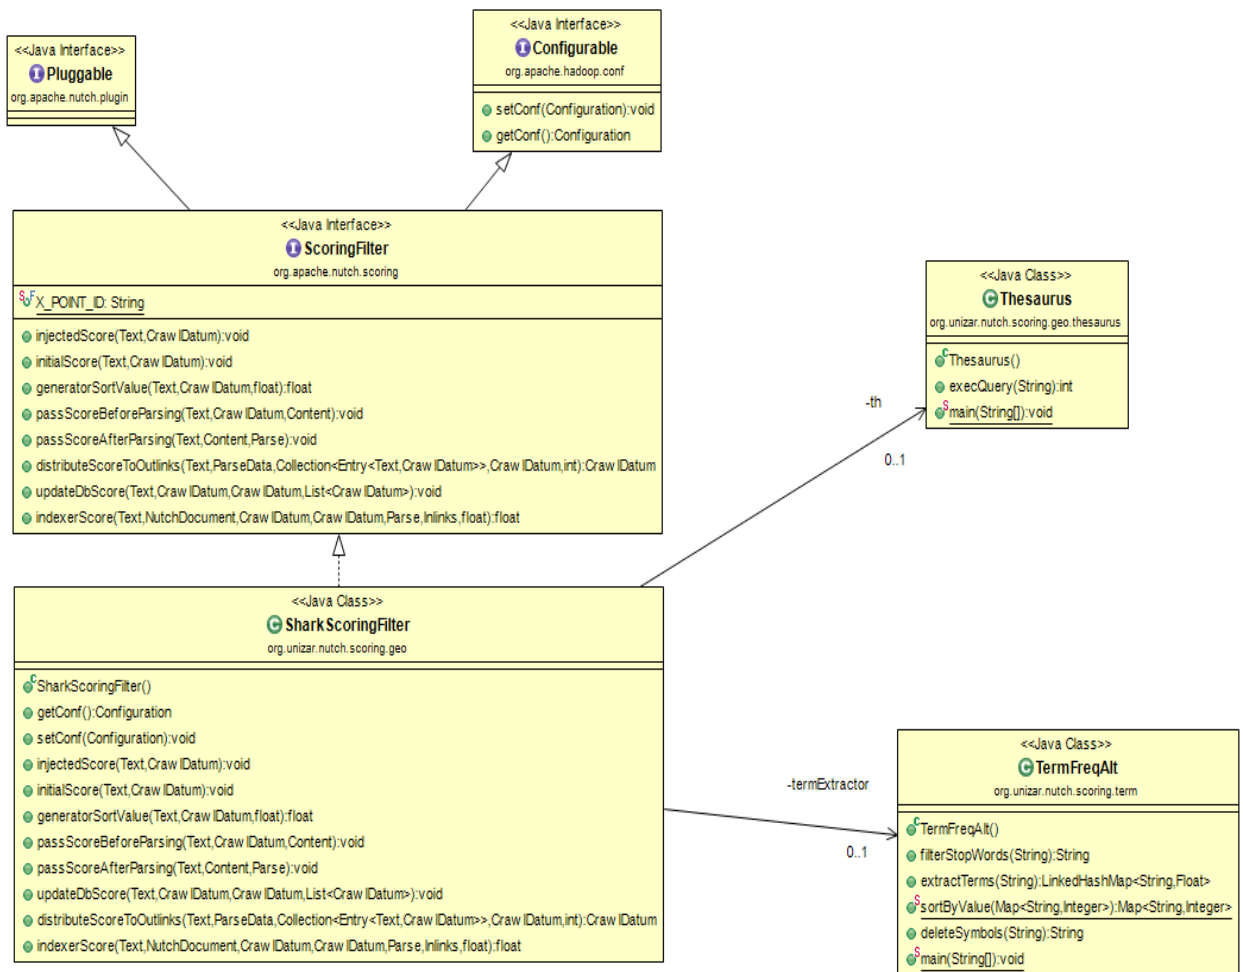 <<Java Interface>>
Pluggable
org.apache.nutch.plugin
<<Java Interface>>
Configurable
org.apache.hadoop.conf
setConf(Configuration):void
getConf():Configuration
<<Java Interface>>
ScoringFilter
org.apache.nutch.scoring
X_POINT_ID: String
injectedScore(Text,CrawlDatum):void
initialScore(Text,CrawlDatum):void
generatorSortValue(Text,CrawlDatum,float):float
passScoreBeforeParsing(Text,CrawlDatum,Content):void
passScoreAfterParsing(Text,Content,Parse):void
distributeScoreToOutlinks(Text,ParseData,Collection<Entry<Text,CrawlDatum>>,CrawlDatum,int):CrawlDatum
updateDbScore(Text,CrawlDatum,CrawlDatum,List<CrawlDatum>):void
indexerScore(Text,NutchDocument,CrawlDatum,CrawlDatum,Parse,Inlinks,float):float
<<Java Class>>
Thesaurus
org.unizar.nutch.scoring.geo.thesaurus
Thesaurus()
execQuery(String):int
main(String[]):void
-th
0..1
<<Java Class>>
SharkScoringFilter
org.unizar.nutch.scoring.geo
SharkScoringFilter()
getConf():Configuration
setConf(Configuration):void
injectedScore(Text,CrawlDatum):void
initialScore(Text,CrawlDatum):void
generatorSortValue(Text,CrawlDatum,float):float
passScoreBeforeParsing(Text,CrawlDatum,Content):void
passScoreAfterParsing(Text,Content,Parse):void
updateDbScore(Text,CrawlDatum,CrawlDatum,List<CrawlDatum>):void
distributeScoreToOutlinks(Text,ParseData,Collection<Entry<Text,CrawlDatum>>,CrawlDatum,int):CrawlDatum
indexerScore(Text,NutchDocument,CrawlDatum,CrawlDatum,Parse,Inlinks,float):float
-termExtractor
0..1
<<Java Class>>
TermFreqAlt
org.unizar.nutch.scoring.term
TermFreqAlt()
filterStopWords(String):String
extractTerms(String):LinkedHashMap<String,Float>
sortByValue(Map<String,Integer>):Map<String,Integer>
deleteSymbols(String):String
main(String[]):void